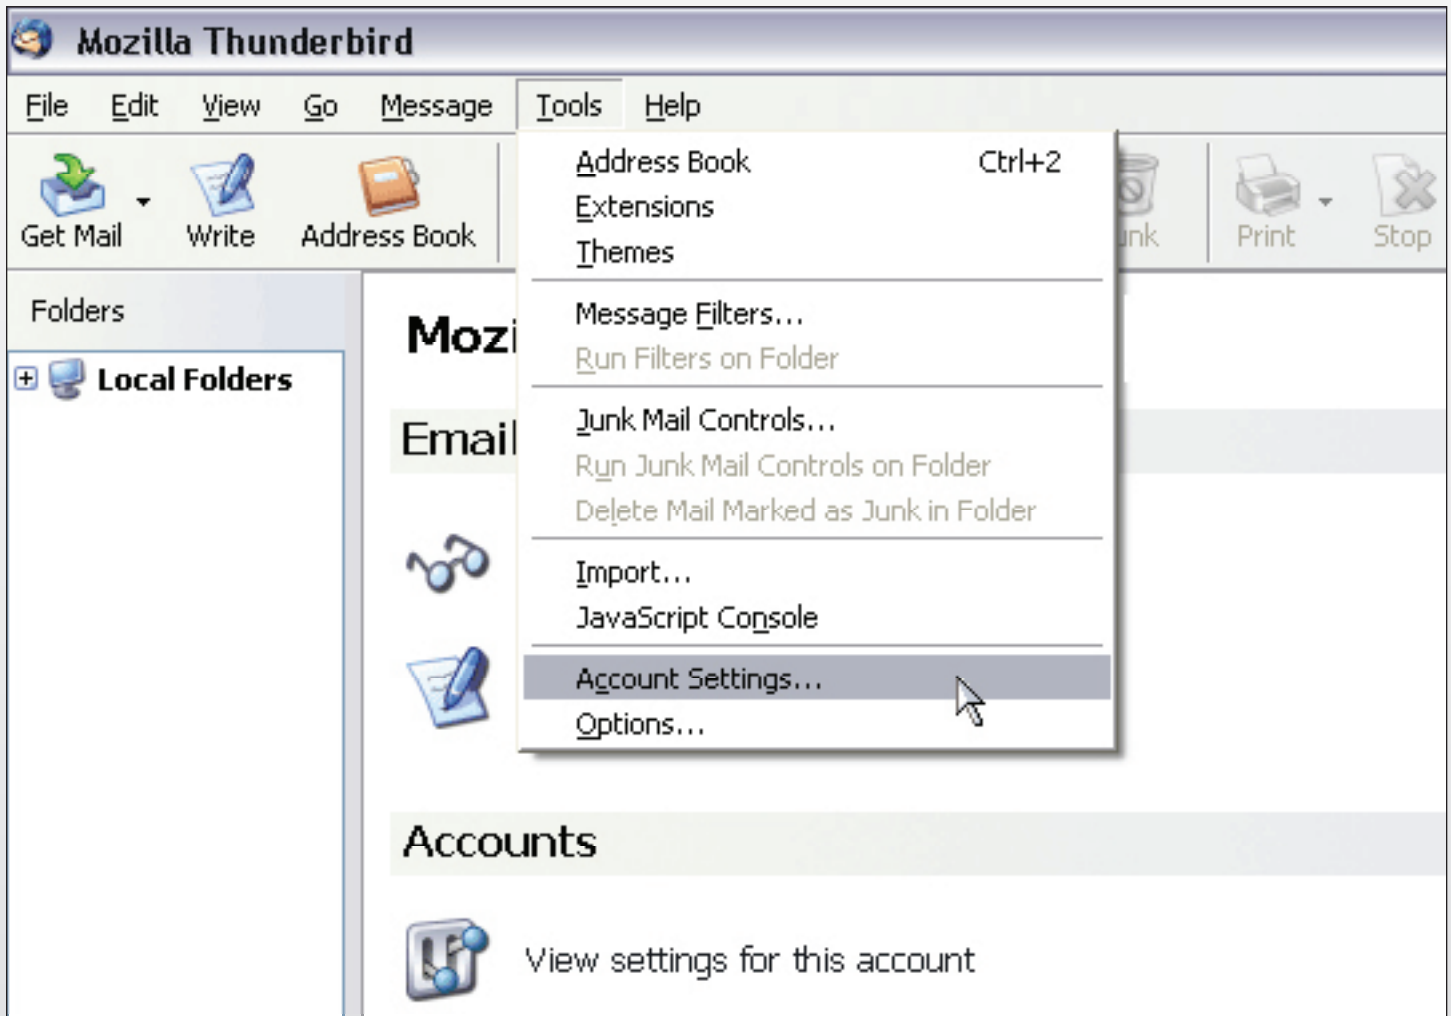 Mozilla Thunderbird
File Edit View Go Message Tools Help
Get Mail Write Address Book Print Stop
Address Book Ctrl+2
Extensions
Themes
Message Filters...
Run Filters on Folder
Junk Mail Controls...
Run Junk Mail Controls on Folder
Delete Mail Marked as Junk in Folder
Import...
JavaScript Console
Account Settings...
Options...
Folders
Local Folders
Mozi
Email
Accounts
View settings for this account